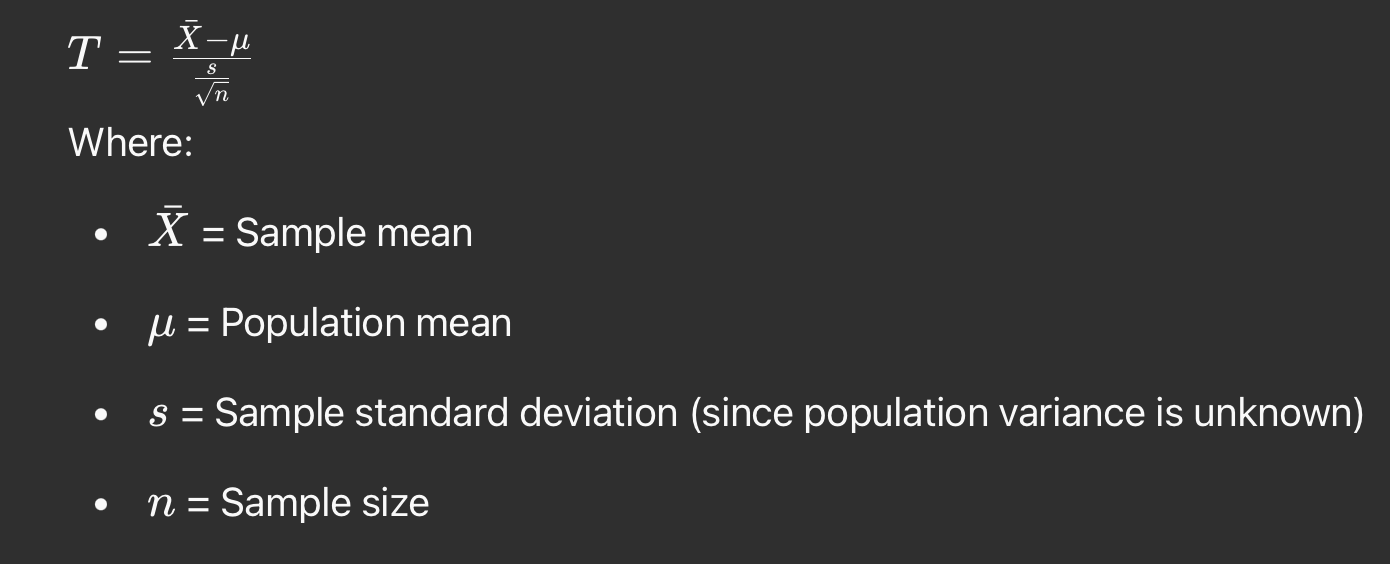 T = \frac{\bar{X} - \mu}{\frac{s}{\sqrt{n}}}
Where:
• \bar{X} = Sample mean
• μ = Population mean
• s = Sample standard deviation (since population variance is unknown)
• n = Sample size